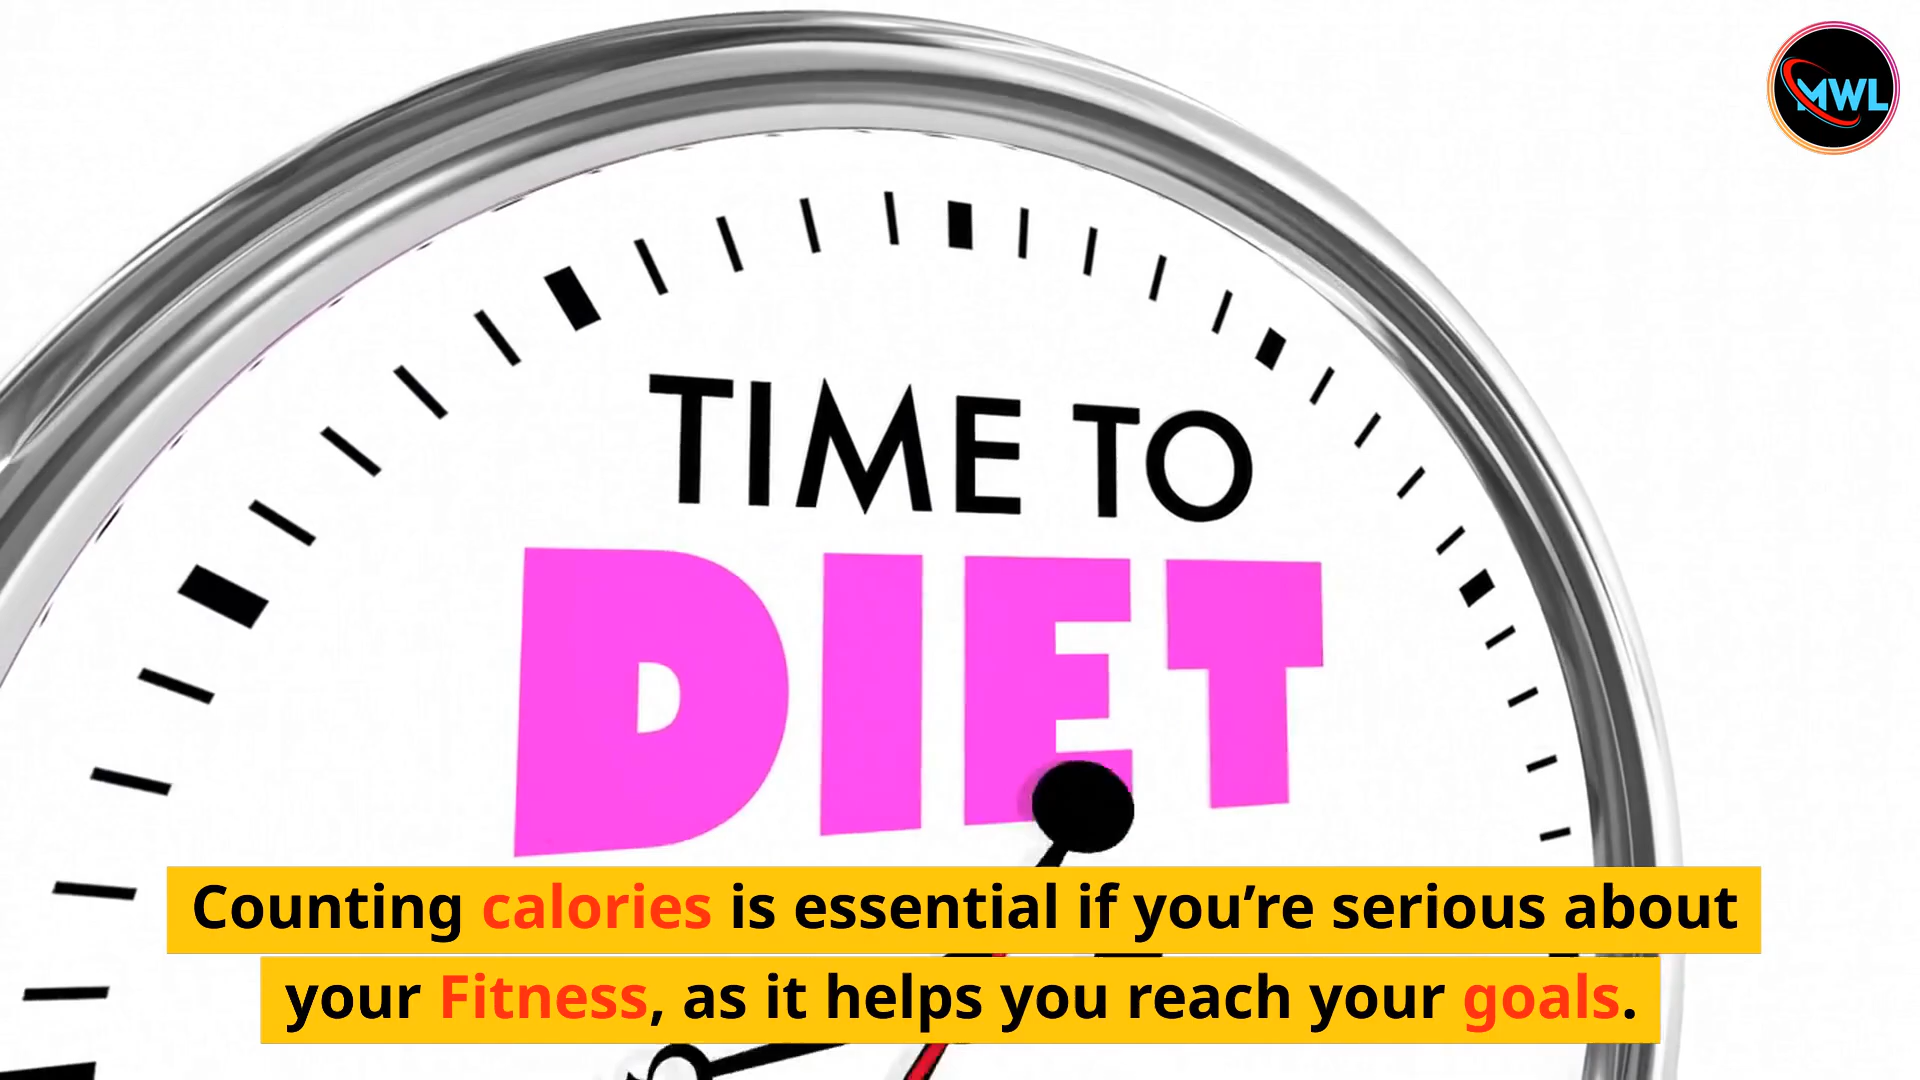 MWL
TIME TO
DIET
Counting calories is essential if you’re serious about
your Fitness, as it helps you reach your goals.